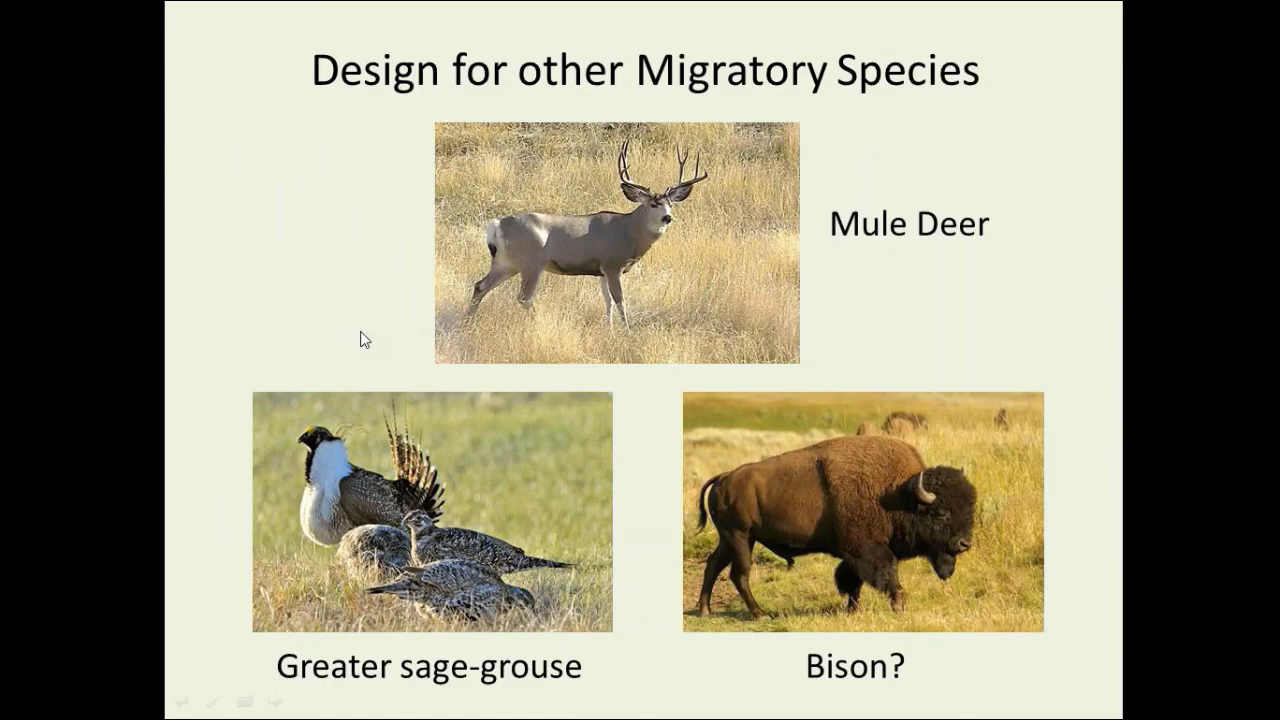 Design for other Migratory Species
Mule Deer
Greater sage-grouse
Bison?